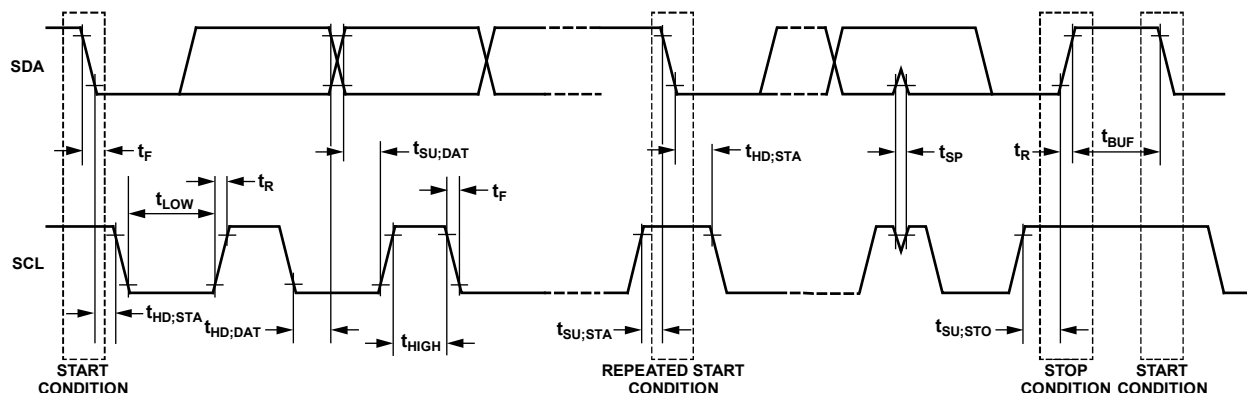 SDA
tF
tSU;DAT
tHD;STA
tSP
tR
tBUF
tLOW
tR
tF
SCL
tHD;STA
tHD;DAT
tHIGH
tSU;STA
tSU;STO
START
CONDITION
REPEATED START
CONDITION
STOP
CONDITION
START
CONDITION